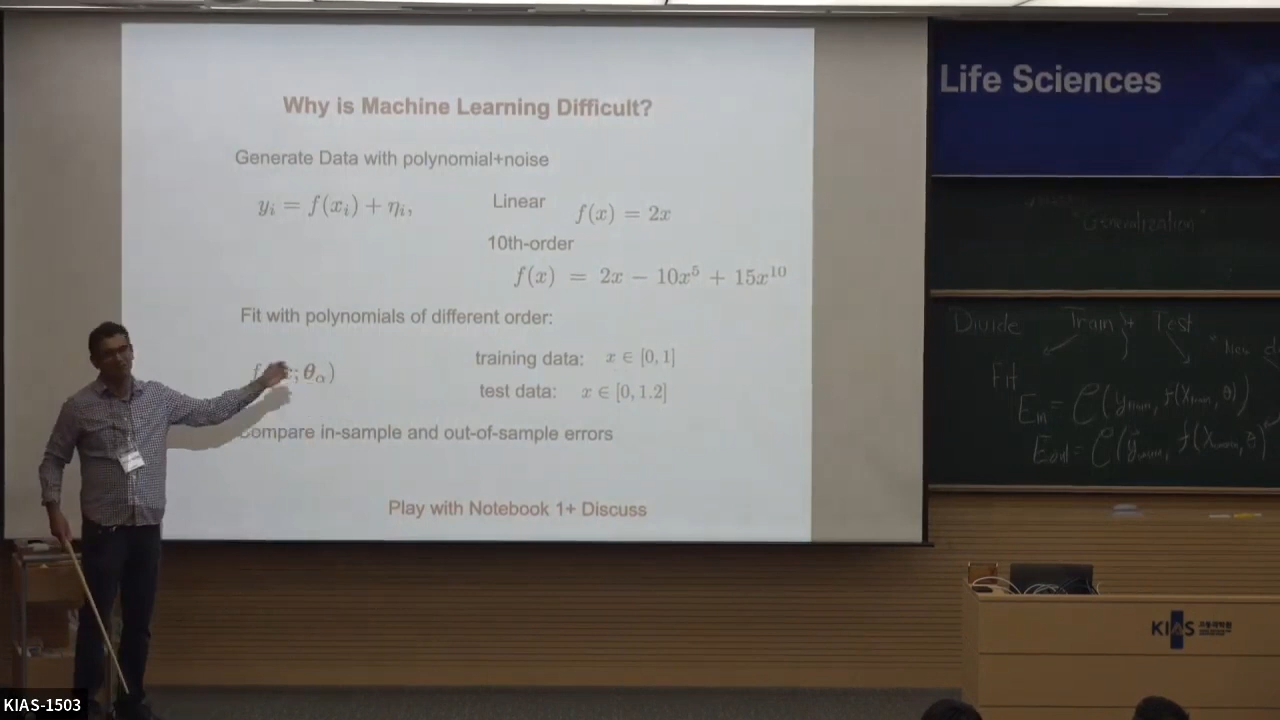 Why is Machine Learning Difficult?
Generate Data with polynomial+noise
yᵢ = f(xᵢ) + ηᵢ,
Linear f(x) = 2x
10th-order
f(x) = 2x − 10x⁵ + 15x¹⁰
Fit with polynomials of different order:
training data: x ∈ [0, 1]
; θ_α)
test data: x ∈ [0, 1.2]
compare in-sample and out-of-sample errors
Play with Notebook 1+ Discuss
Life Sciences
Generalization
Divide Train + Test
Fit
E_in = C(y_train, f(X_train, θ))
KIAS
KIAS-1503